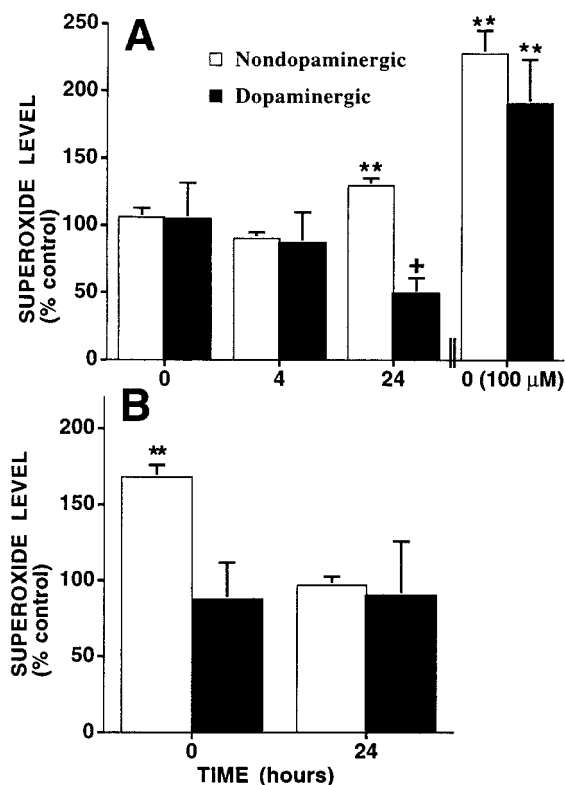 A
Nondopaminergic
Dopaminergic
SUPEROXIDE LEVEL
(% control)
250
200
150
100
50
0
**
+
**
**
0
4
24
0 (100 μM)
B
SUPEROXIDE LEVEL
(% control)
200
150
100
50
0
**
0
24
TIME (hours)